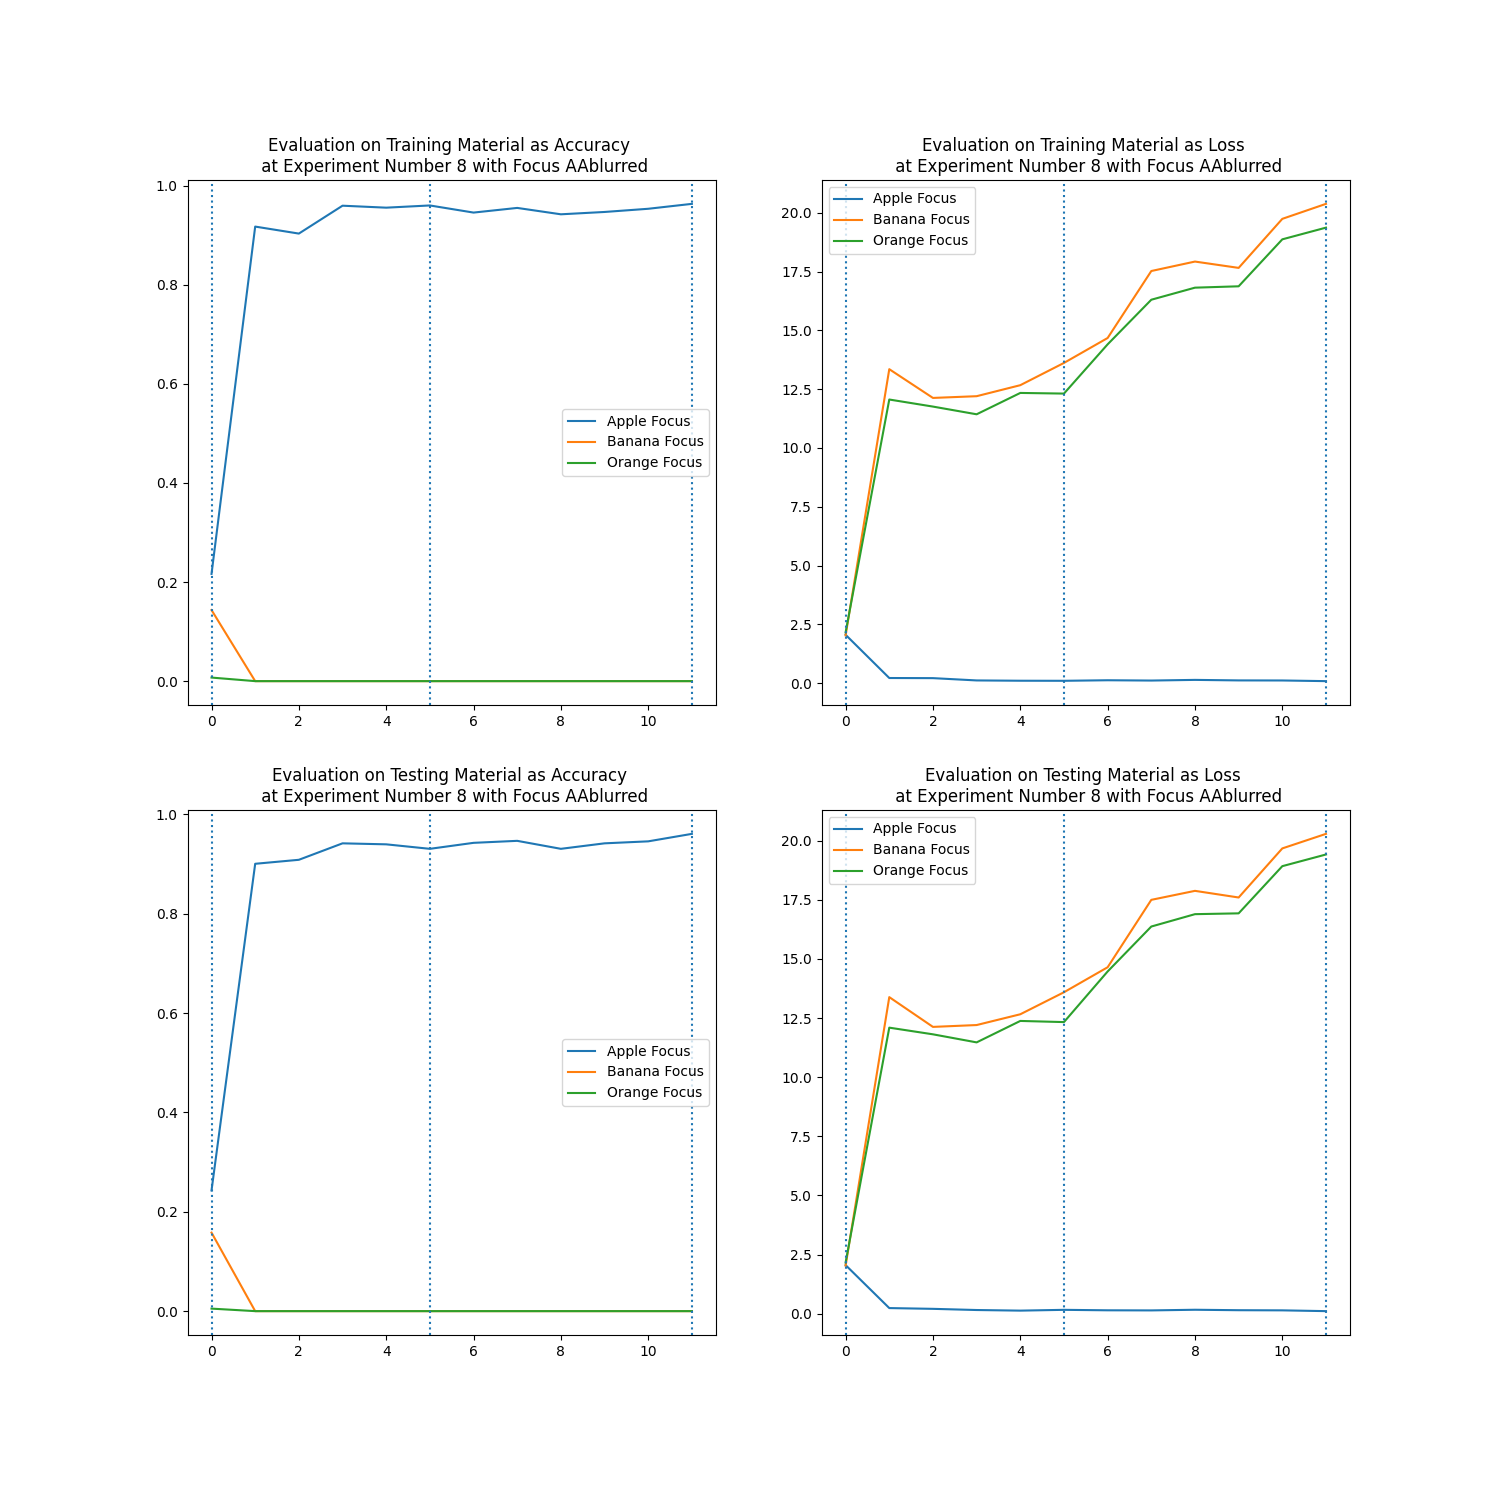 Evaluation on Training Material as Accuracy
at Experiment Number 8 with Focus AAblurred
1.0
0.8
0.6
0.4
0.2
0.0
Apple Focus
Banana Focus
Orange Focus
0 2 4 6 8 10
Evaluation on Training Material as Loss
at Experiment Number 8 with Focus AAblurred
Apple Focus
Banana Focus
Orange Focus
20.0
17.5
15.0
12.5
10.0
7.5
5.0
2.5
0.0
0 2 4 6 8 10
Evaluation on Testing Material as Accuracy
at Experiment Number 8 with Focus AAblurred
1.0
0.8
0.6
0.4
0.2
0.0
Apple Focus
Banana Focus
Orange Focus
0 2 4 6 8 10
Evaluation on Testing Material as Loss
at Experiment Number 8 with Focus AAblurred
Apple Focus
Banana Focus
Orange Focus
20.0
17.5
15.0
12.5
10.0
7.5
5.0
2.5
0.0
0 2 4 6 8 10